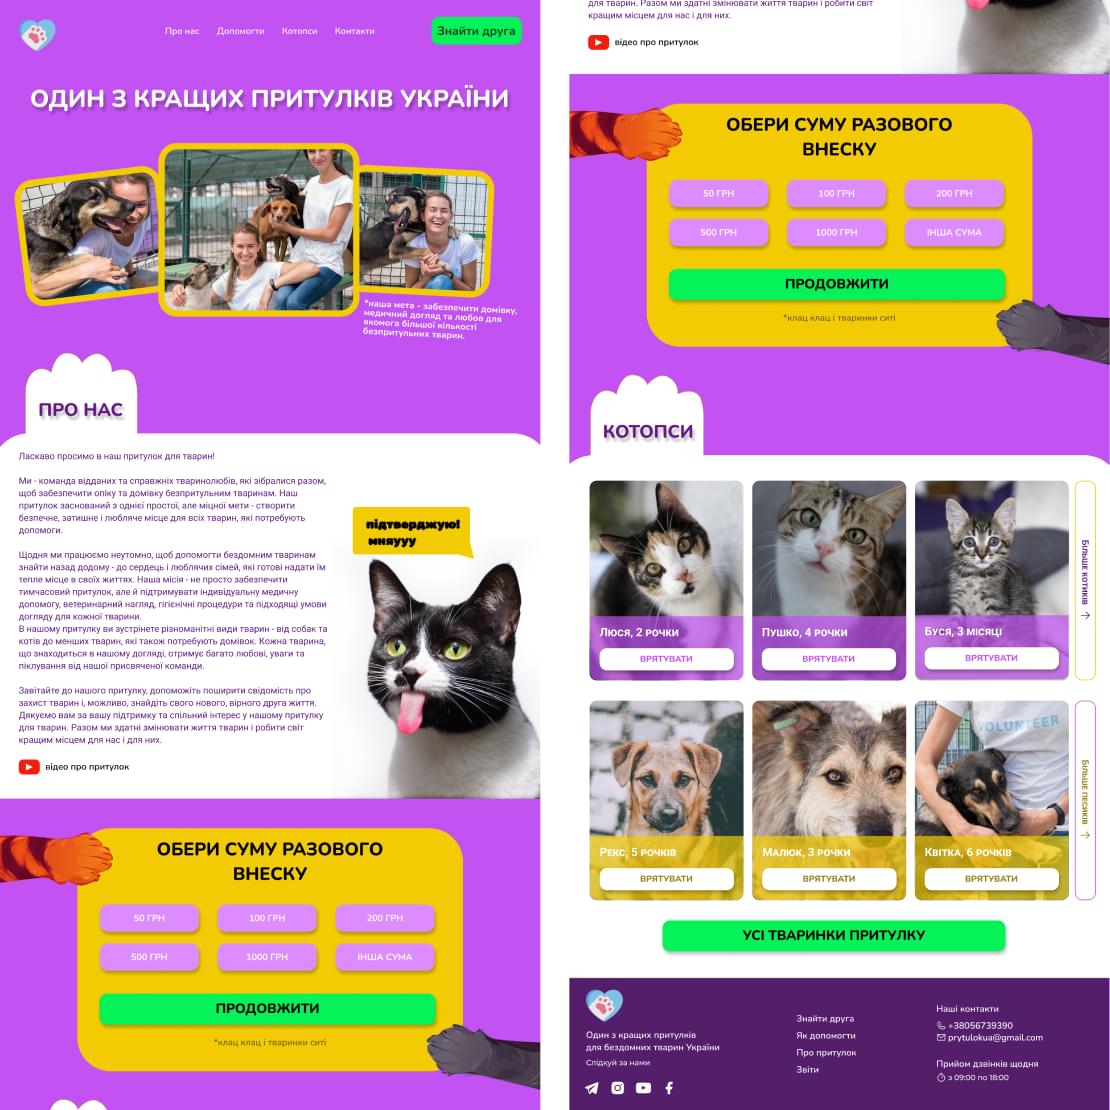 Про нас
Допомогти
Котопси
Контакти
Знайти друга
ОДИН З КРАЩИХ ПРИТУЛКІВ УКРАЇНИ
*наша мета - забезпечити домівку,
медичний догляд та любов для
якомога більшої кількості
безпритульних тварин.
ПРО НАС
Ласкаво просимо в наш притулок для тварин!
Ми - команда відданих та справжніх тваринолюбів, які зібралися разом,
щоб забезпечити опіку та домівку безпритульним тваринам. Наш
притулок заснований з однієї простої, але міцної мети - створити
безпечне, затишне і любляче місце для всіх тварин, які потребують
допомоги.
Щодня ми працюємо неутомно, щоб допомогти бездомним тваринам
знайти назад додому - до сердець і люблячих сімей, які готові надати їм
тепле місце в своїх життях. Наша місія - не просто забезпечити
тимчасовий притулок, але й підтримувати індивідуальну медичну
допомогу, ветеринарний нагляд, гігієнічні процедури та підходящі умови
догляду для кожної тварини.
В нашому притулку ви зустрінете різноманітні види тварин - від собак та
котів до менших тварин, які також потребують домівок. Кожна тварина,
що знаходиться в нашому догляді, отримує багато любові, уваги та
піклування від нашої присвяченої команди.
Завітайте до нашого притулку, допоможіть поширити свідомість про
захист тварин і, можливо, знайдіть свого нового, вірного друга життя.
Дякуємо вам за вашу підтримку та спільний інтерес у нашому притулку
для тварин. Разом ми здатні змінювати життя тварин і робити світ
кращим місцем для нас і для них.
підтверджую!
мняууу
відео про притулок
ОБЕРИ СУМУ РАЗОВОГО
ВНЕСКУ
50 ГРН
100 ГРН
200 ГРН
500 ГРН
1000 ГРН
ІНША СУМА
ПРОДОВЖИТИ
*клац клац і тваринки ситі
для тварин. Разом ми здатні змінювати життя тварин і робити світ
кращим місцем для нас і для них.
відео про притулок
ОБЕРИ СУМУ РАЗОВОГО
ВНЕСКУ
50 ГРН
100 ГРН
200 ГРН
500 ГРН
1000 ГРН
ІНША СУМА
ПРОДОВЖИТИ
*клац клац і тваринки ситі
КОТОПСИ
Люся, 2 рочки
ВРЯТУВАТИ
Пушко, 4 рочки
ВРЯТУВАТИ
Буся, 3 місяці
ВРЯТУВАТИ
Більше котиків
VOLUNTEER
Рекс, 5 рочків
ВРЯТУВАТИ
Малюк, 3 рочки
ВРЯТУВАТИ
Квітка, 6 рочків
ВРЯТУВАТИ
Більше песиків
УСІ ТВАРИНКИ ПРИТУЛКУ
Один з кращих притулків
для бездомних тварин України
Слідкуй за нами
Знайти друга
Як допомогти
Про притулок
Звіти
Наші контакти
+38056739390
prytulokua@gmail.com
Прийом дзвінків щодня
з 09:00 по 18:00